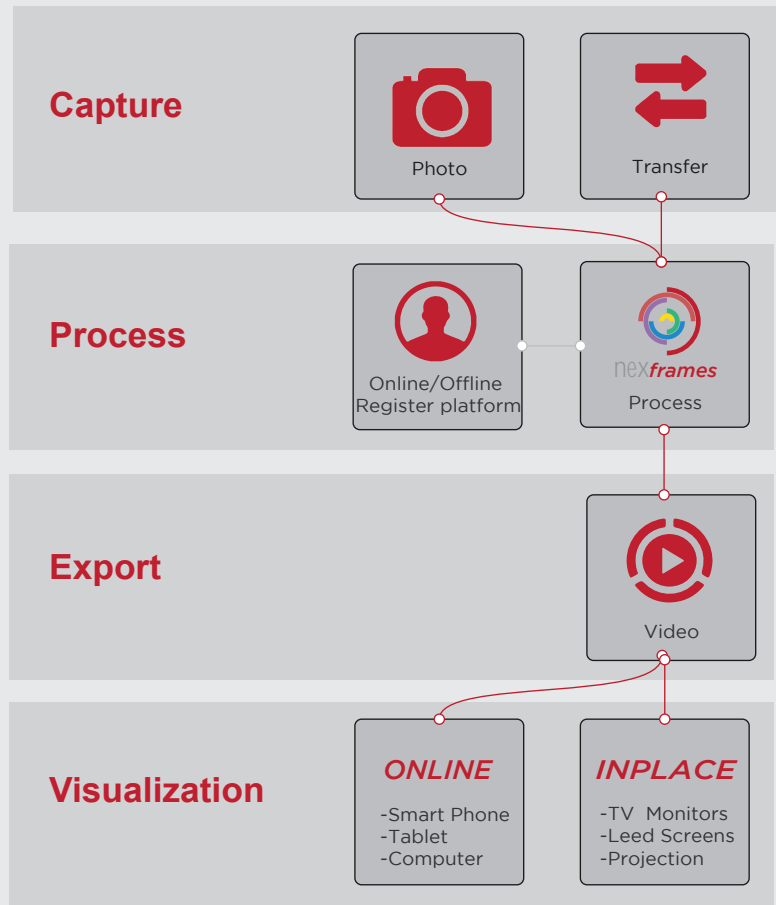 Capture
Photo
Transfer
Process
Online/Offline
Register platform
nexframes
Process
Export
Video
Visualization
ONLINE
-Smart Phone
-Tablet
-Computer
INPLACE
-TV Monitors
-Leed Screens
-Projection